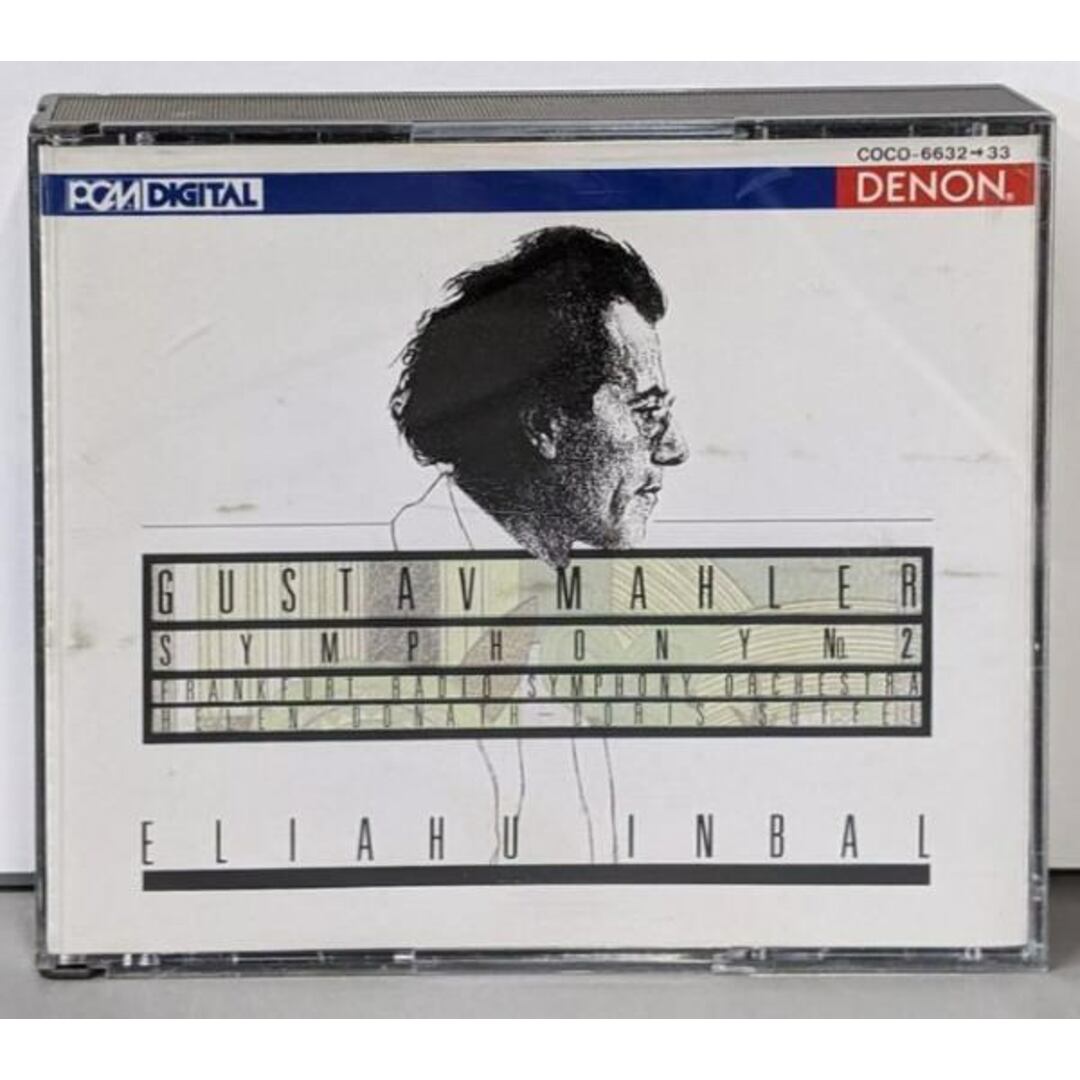 COCO-6632→33
PCM DIGITAL
DENON®
GUSTAV MAHLER
SYMPHONY No. 2
FRANKFURT RADIO SYMPHONY ORCHESTRA
HELEN DONATH–DORIS SOFFEL
ELIAHU INBAL